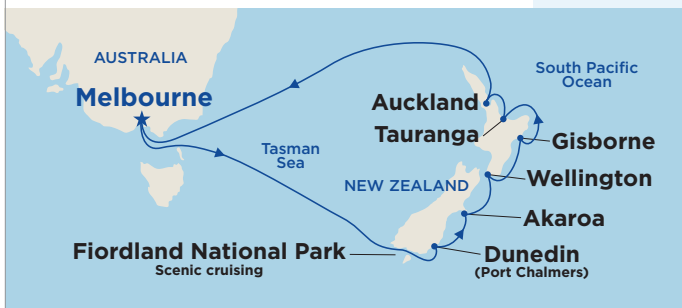 AUSTRALIA
Melbourne
South Pacific
Ocean
Auckland
Tauranga
Gisborne
Tasman
Sea
NEW ZEALAND
Wellington
Akaroa
Fiordland National Park
Scenic cruising
Dunedin
(Port Chalmers)